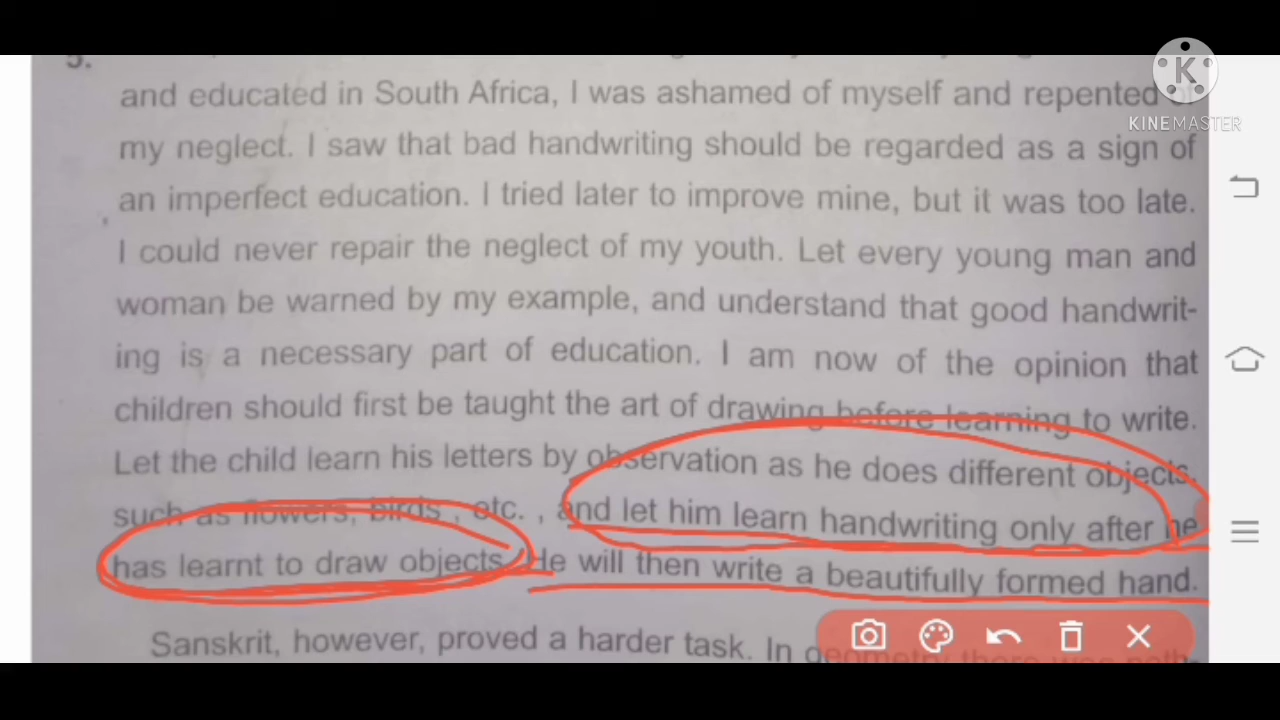 5.
KINEMASTER
and educated in South Africa, I was ashamed of myself and repented of
my neglect. I saw that bad handwriting should be regarded as a sign of
an imperfect education. I tried later to improve mine, but it was too late.
I could never repair the neglect of my youth. Let every young man and
woman be warned by my example, and understand that good handwrit-
ing is a necessary part of education. I am now of the opinion that
children should first be taught the art of drawing before learning to write.
Let the child learn his letters by observation as he does different objects,
such as flowers, birds , etc. , and let him learn handwriting only after he
has learnt to draw objects. He will then write a beautifully formed hand.
Sanskrit, however, proved a harder task. In geometry there was noth-